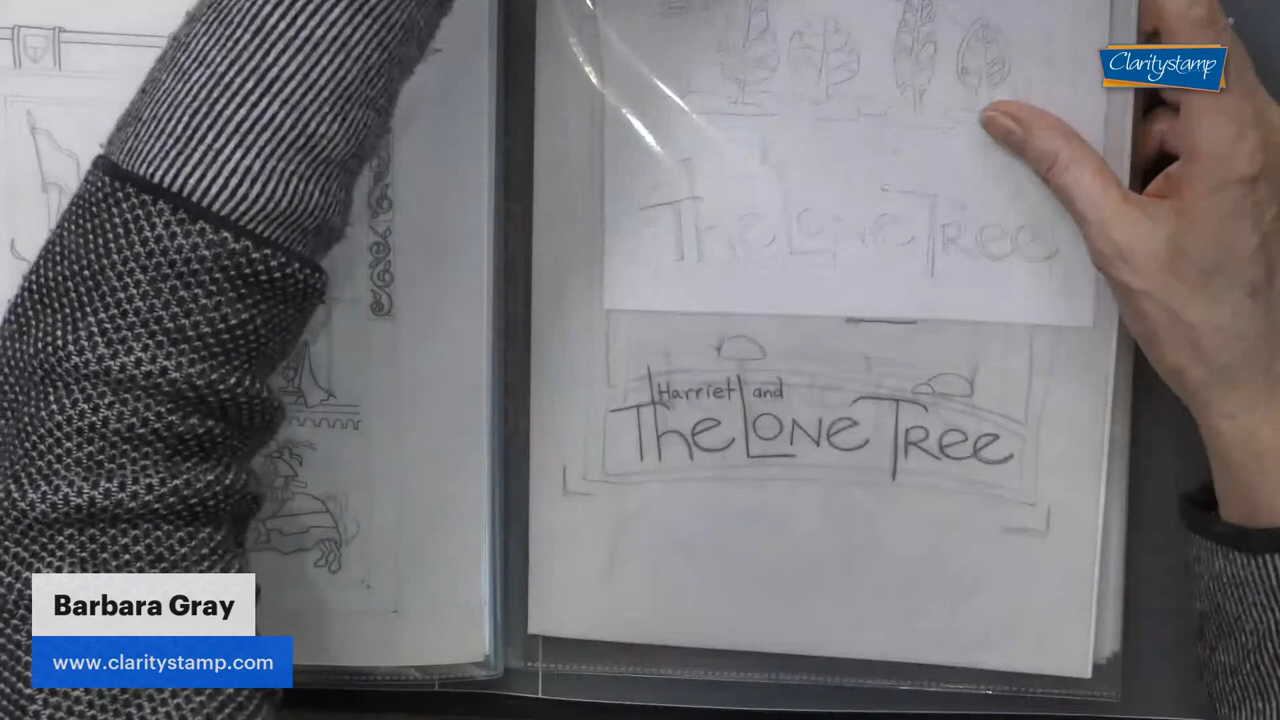 Claritystamp
The Lone Tree
Harriet and
The Lone Tree
Barbara Gray
www.claritystamp.com